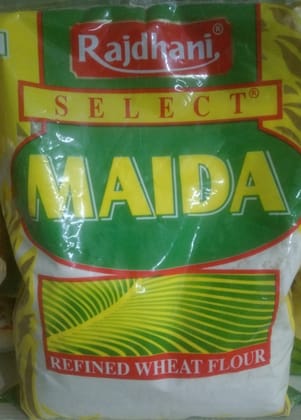 Rajdhani®
SELECT®
MAIDA
REFINED WHEAT FLOUR